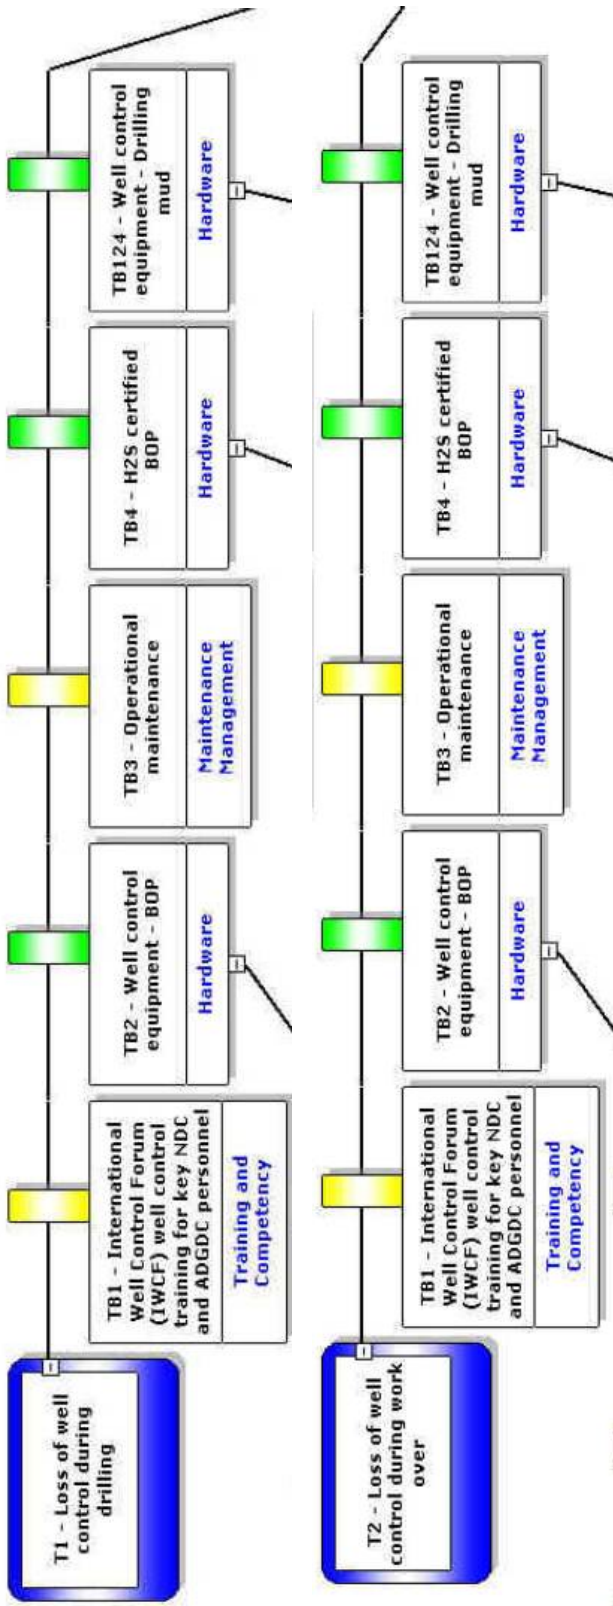 T1 - Loss of well
control during
drilling
TB1 - International
Well Control Forum
(IWCF) well control
training for key NDC
and ADGDC personnel
Training and
Competency
TB2 - Well control
equipment - BOP
Hardware
TB3 - Operational
maintenance
Maintenance
Management
TB4 - H2S certified
BOP
Hardware
TB124 - Well control
equipment - Drilling
mud
Hardware
T2 - Loss of well
control during work
over
TB1 - International
Well Control Forum
(IWCF) well control
training for key NDC
and ADGDC personnel
Training and
Competency
TB2 - Well control
equipment - BOP
Hardware
TB3 - Operational
maintenance
Maintenance
Management
TB4 - H2S certified
BOP
Hardware
TB124 - Well control
equipment - Drilling
mud
Hardware